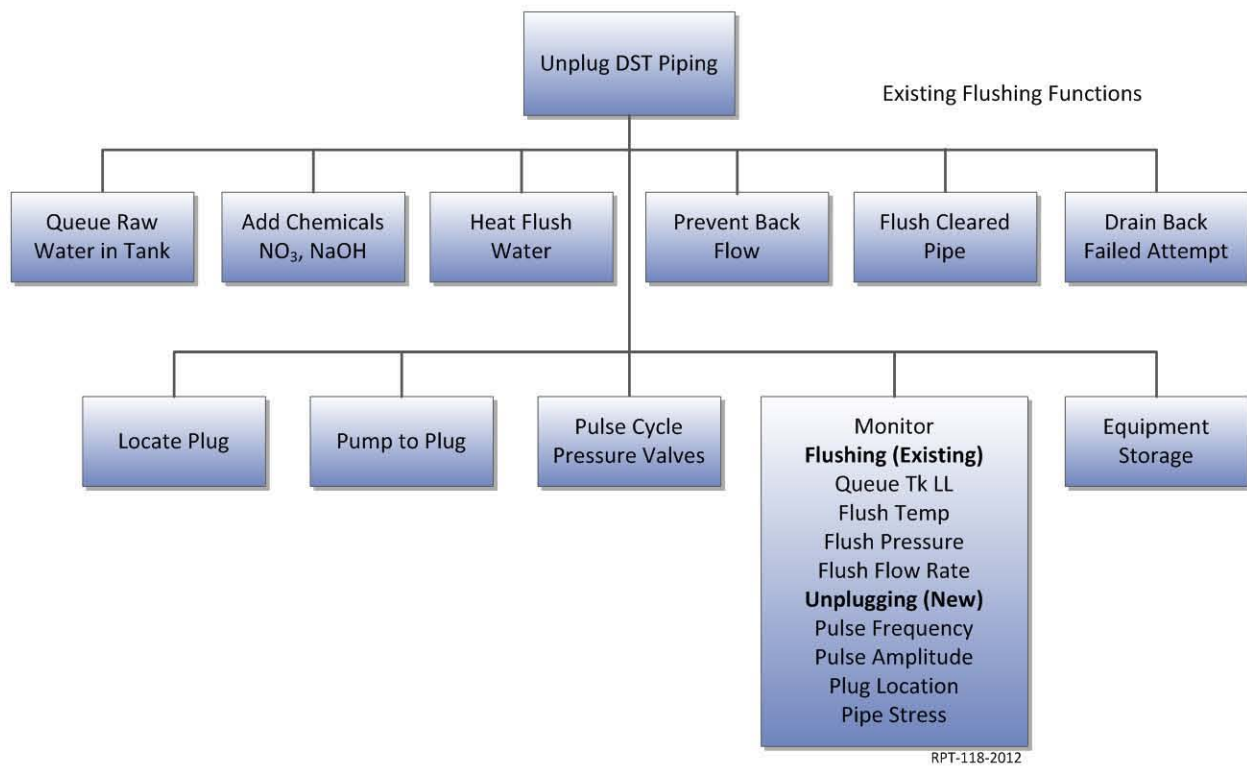 Unplug DST Piping
Existing Flushing Functions
Queue Raw
Water in Tank
Add Chemicals
NO₃, NaOH
Heat Flush
Water
Prevent Back
Flow
Flush Cleared
Pipe
Drain Back
Failed Attempt
Locate Plug
Pump to Plug
Pulse Cycle
Pressure Valves
Monitor
Flushing (Existing)
Queue Tk LL
Flush Temp
Flush Pressure
Flush Flow Rate
Unplugging (New)
Pulse Frequency
Pulse Amplitude
Plug Location
Pipe Stress
Equipment
Storage
RPT-118-2012